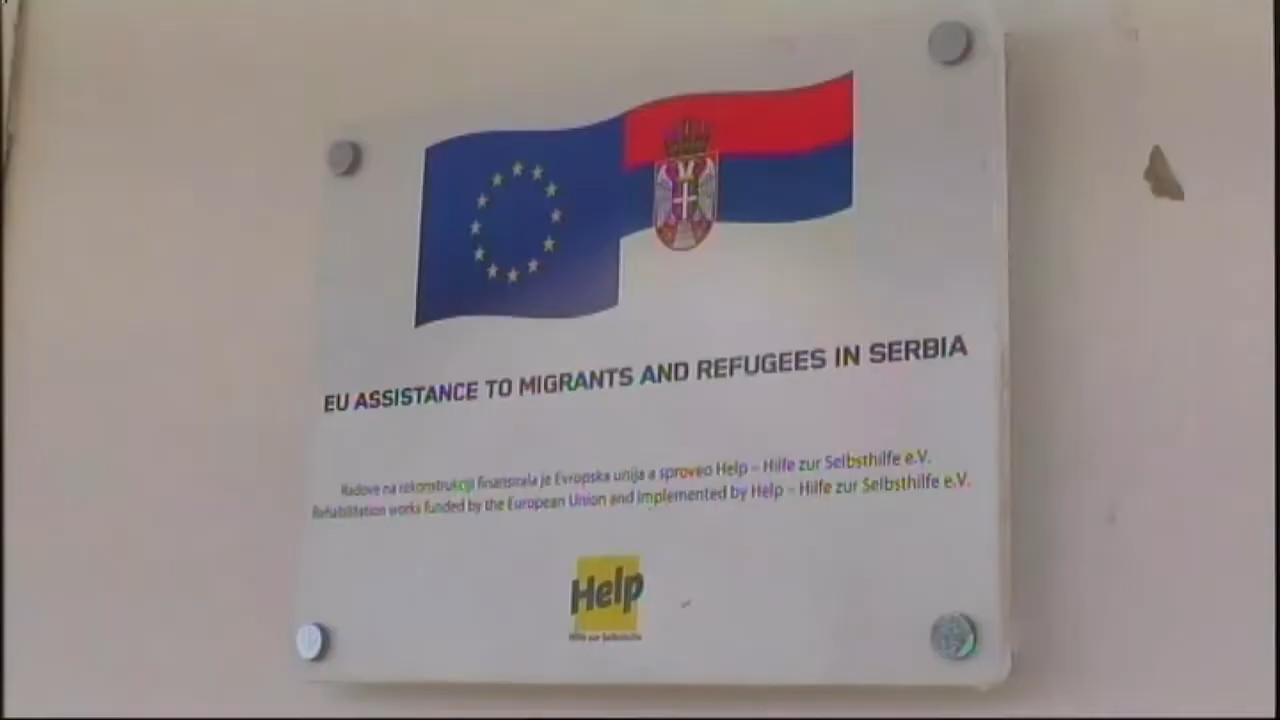 EU ASSISTANCE TO MIGRANTS AND REFUGEES IN SERBIA
Radove na rekonstrukciji finansirala je Evropska unija a sproveo Help – Hilfe zur Selbsthilfe e.V.
Rehabilitation works funded by the European Union and implemented by Help – Hilfe zur Selbsthilfe e.V.
Help
Hilfe zur Selbsthilfe